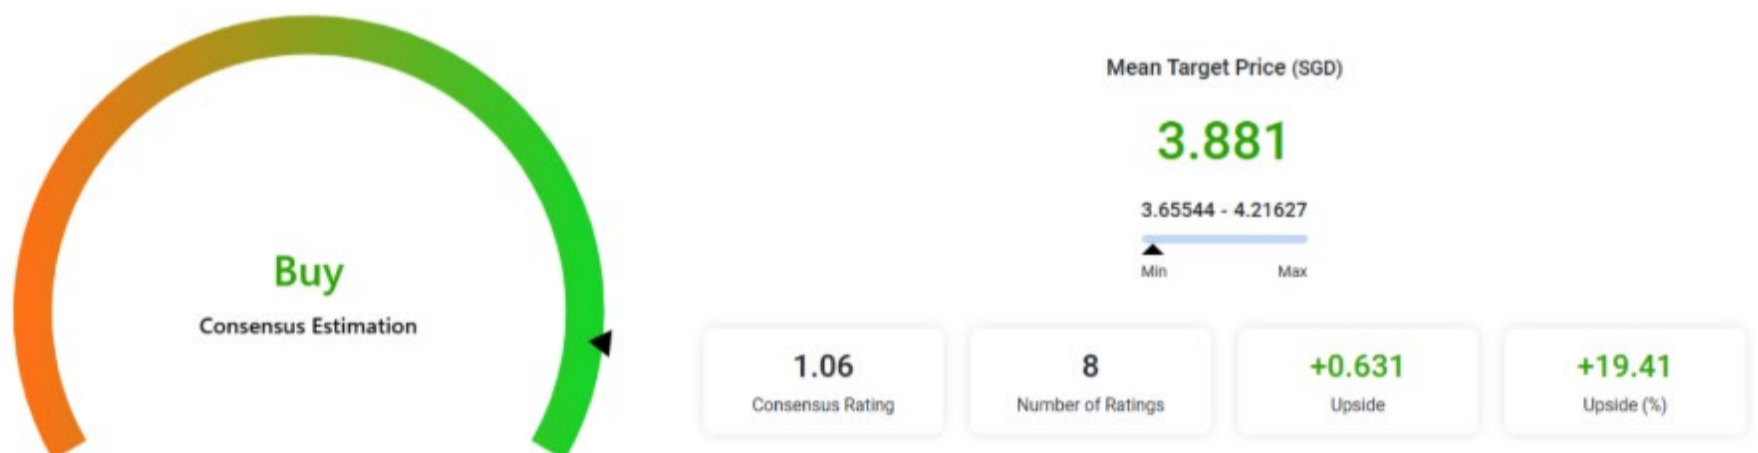 Buy
Consensus Estimation
Mean Target Price (SGD)
3.881
3.65544 - 4.21627
Min Max
1.06
Consensus Rating
8
Number of Ratings
+0.631
Upside
+19.41
Upside (%)